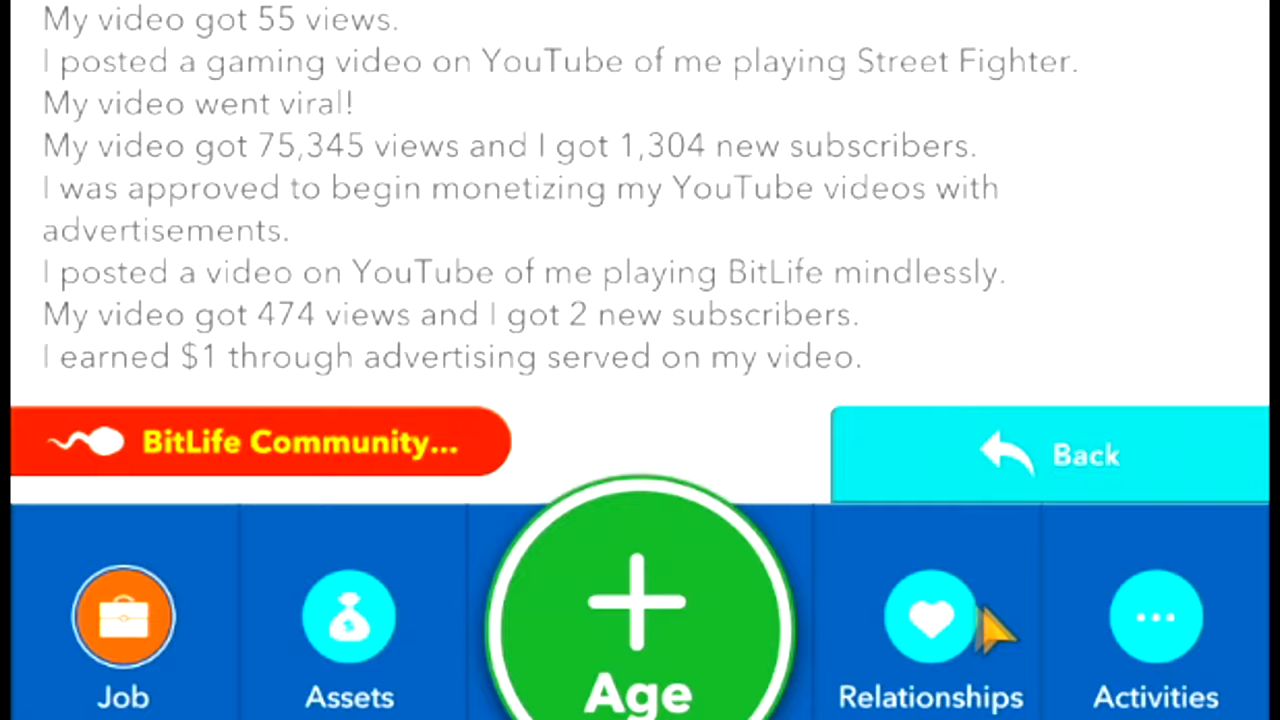 My video got 55 views.
I posted a gaming video on YouTube of me playing Street Fighter.
My video went viral!
My video got 75,345 views and I got 1,304 new subscribers.
I was approved to begin monetizing my YouTube videos with
advertisements.
I posted a video on YouTube of me playing BitLife mindlessly.
My video got 474 views and I got 2 new subscribers.
I earned $1 through advertising served on my video.
BitLife Community...
Back
Job
Assets
Age
Relationships
Activities